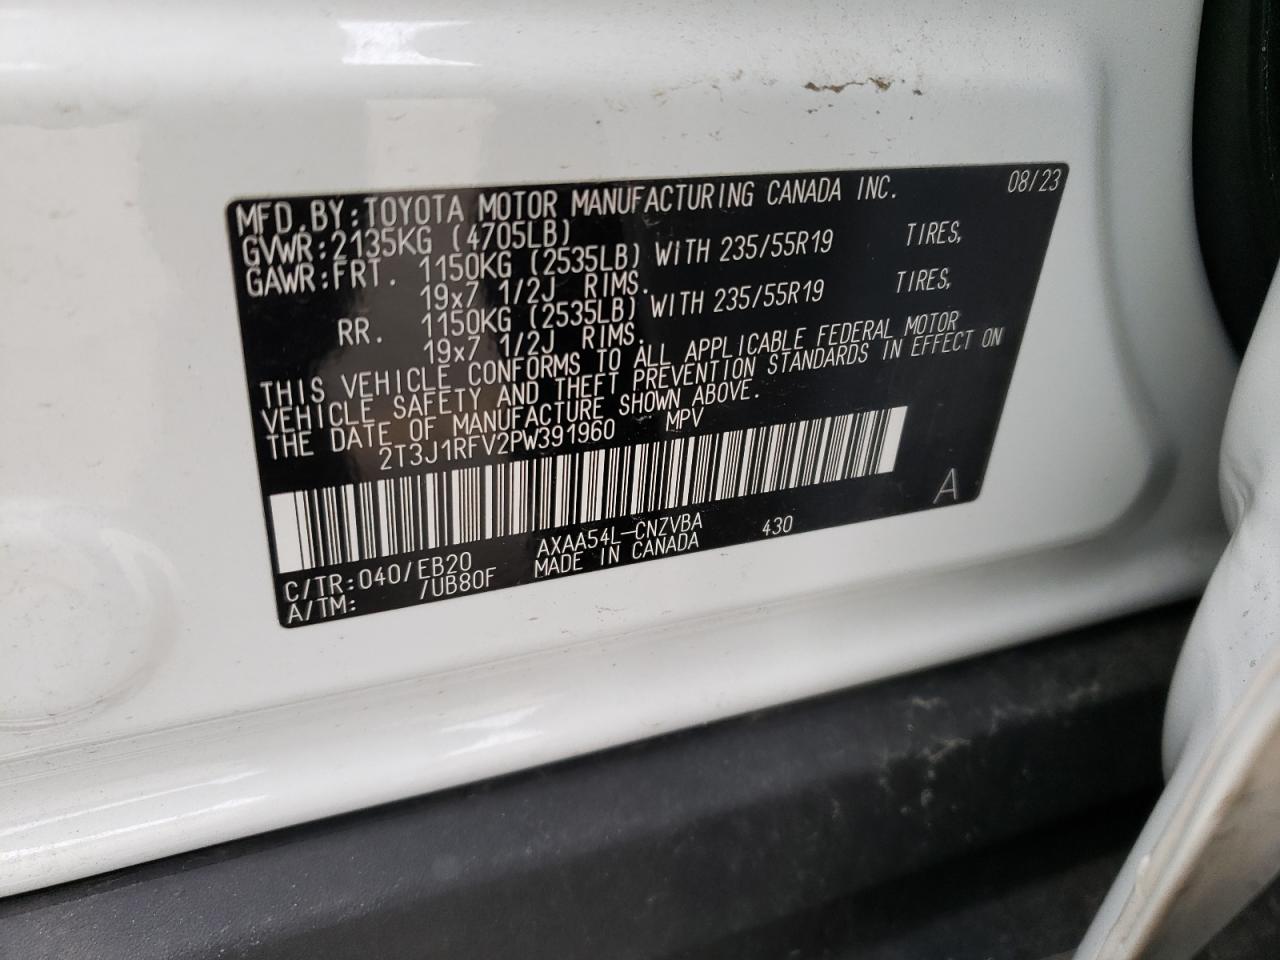 MFD. BY: TOYOTA MOTOR MANUFACTURING CANADA INC. 08/23
GVWR: 2135KG (4705LB)
GAWR: FRT. 1150KG (2535LB) WITH 235/55R19 TIRES,
19x7 1/2J RIMS.
RR. 1150KG (2535LB) WITH 235/55R19 TIRES,
19x7 1/2J RIMS.
THIS VEHICLE CONFORMS TO ALL APPLICABLE FEDERAL MOTOR
VEHICLE SAFETY AND THEFT PREVENTION STANDARDS IN EFFECT ON
THE DATE OF MANUFACTURE SHOWN ABOVE.
2T3J1RFV2PW391960 MPV
A
C/TR: 040/EB20 AXAA54L-CNZVBA 430
A/TM: /UB80F MADE IN CANADA